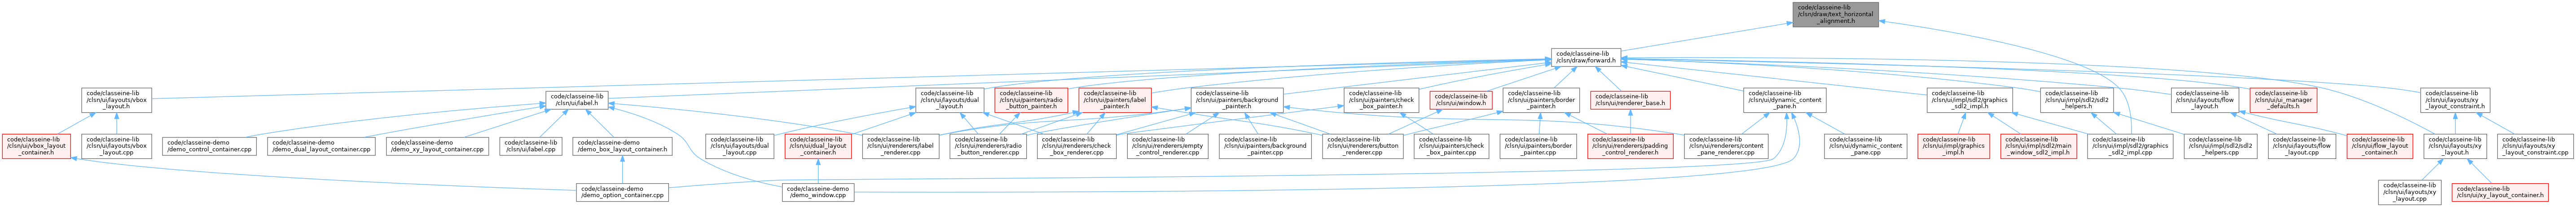 code/classeine-lib
/clsn/draw/text_horizontal
_alignment.h
code/classeine-lib
/clsn/draw/forward.h
code/classeine-lib
/clsn/ui/layouts/vbox
_layout.h
code/classeine-lib
/clsn/ui/label.h
code/classeine-lib
/clsn/ui/layouts/dual
_layout.h
code/classeine-lib
/clsn/ui/painters/radio
_button_painter.h
code/classeine-lib
/clsn/ui/painters/label
_painter.h
code/classeine-lib
/clsn/ui/painters/background
_painter.h
code/classeine-lib
/clsn/ui/painters/check
_box_painter.h
code/classeine-lib
/clsn/ui/window.h
code/classeine-lib
/clsn/ui/painters/border
_painter.h
code/classeine-lib
/clsn/ui/renderer_base.h
code/classeine-lib
/clsn/ui/dynamic_content
_pane.h
code/classeine-lib
/clsn/ui/impl/sdl2/graphics
_sdl2_impl.h
code/classeine-lib
/clsn/ui/impl/sdl2/sdl2
_helpers.h
code/classeine-lib
/clsn/ui/layouts/flow
_layout.h
code/classeine-lib
/clsn/ui/ui_manager
_defaults.h
code/classeine-lib
/clsn/ui/layouts/xy
_layout_constraint.h
code/classeine-lib
/clsn/ui/vbox_layout
_container.h
code/classeine-lib
/clsn/ui/layouts/vbox
_layout.cpp
code/classeine-demo
/demo_control_container.cpp
code/classeine-demo
/demo_dual_layout_container.cpp
code/classeine-demo
/demo_xy_layout_container.cpp
code/classeine-lib
/clsn/ui/label.cpp
code/classeine-demo
/demo_box_layout_container.h
code/classeine-lib
/clsn/ui/layouts/dual
_layout.cpp
code/classeine-lib
/clsn/ui/dual_layout
_container.h
code/classeine-lib
/clsn/ui/renderers/label
_renderer.cpp
code/classeine-lib
/clsn/ui/renderers/radio
_button_renderer.cpp
code/classeine-lib
/clsn/ui/renderers/check
_box_renderer.cpp
code/classeine-lib
/clsn/ui/renderers/empty
_control_renderer.cpp
code/classeine-lib
/clsn/ui/painters/background
_painter.cpp
code/classeine-lib
/clsn/ui/renderers/button
_renderer.cpp
code/classeine-lib
/clsn/ui/painters/check
_box_painter.cpp
code/classeine-lib
/clsn/ui/painters/border
_painter.cpp
code/classeine-lib
/clsn/ui/renderers/padding
_control_renderer.h
code/classeine-lib
/clsn/ui/renderers/content
_pane_renderer.cpp
code/classeine-lib
/clsn/ui/dynamic_content
_pane.cpp
code/classeine-lib
/clsn/ui/impl/graphics
_impl.h
code/classeine-lib
/clsn/ui/impl/sdl2/main
_window_sdl2_impl.h
code/classeine-lib
/clsn/ui/impl/sdl2/graphics
_sdl2_impl.cpp
code/classeine-lib
/clsn/ui/impl/sdl2/sdl2
_helpers.cpp
code/classeine-lib
/clsn/ui/layouts/flow
_layout.cpp
code/classeine-lib
/clsn/ui/flow_layout
_container.h
code/classeine-lib
/clsn/ui/layouts/xy
_layout.h
code/classeine-lib
/clsn/ui/layouts/xy
_layout_constraint.cpp
code/classeine-demo
/demo_option_container.cpp
code/classeine-demo
/demo_window.cpp
code/classeine-lib
/clsn/ui/layouts/xy
_layout.cpp
code/classeine-lib
/clsn/ui/xy_layout_container.h